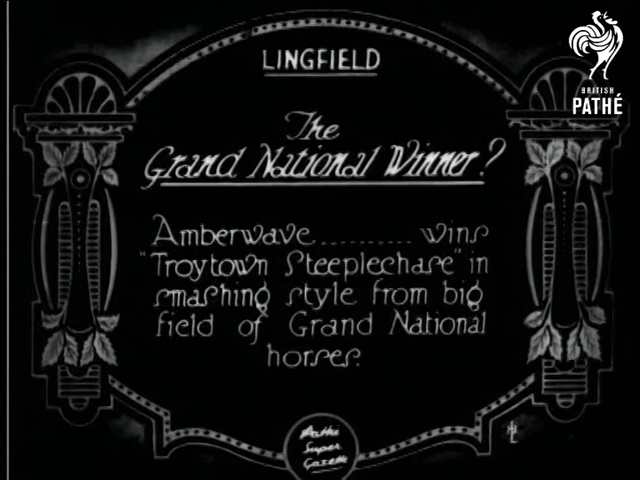 LINGFIELD
The
Grand National Winner?
Amberwave.......... wins
"Troytown Steeplechase" in
smashing style from big
field of Grand National
horses.
Pathé
Super
Gazette
BRITISH
PATHÉ